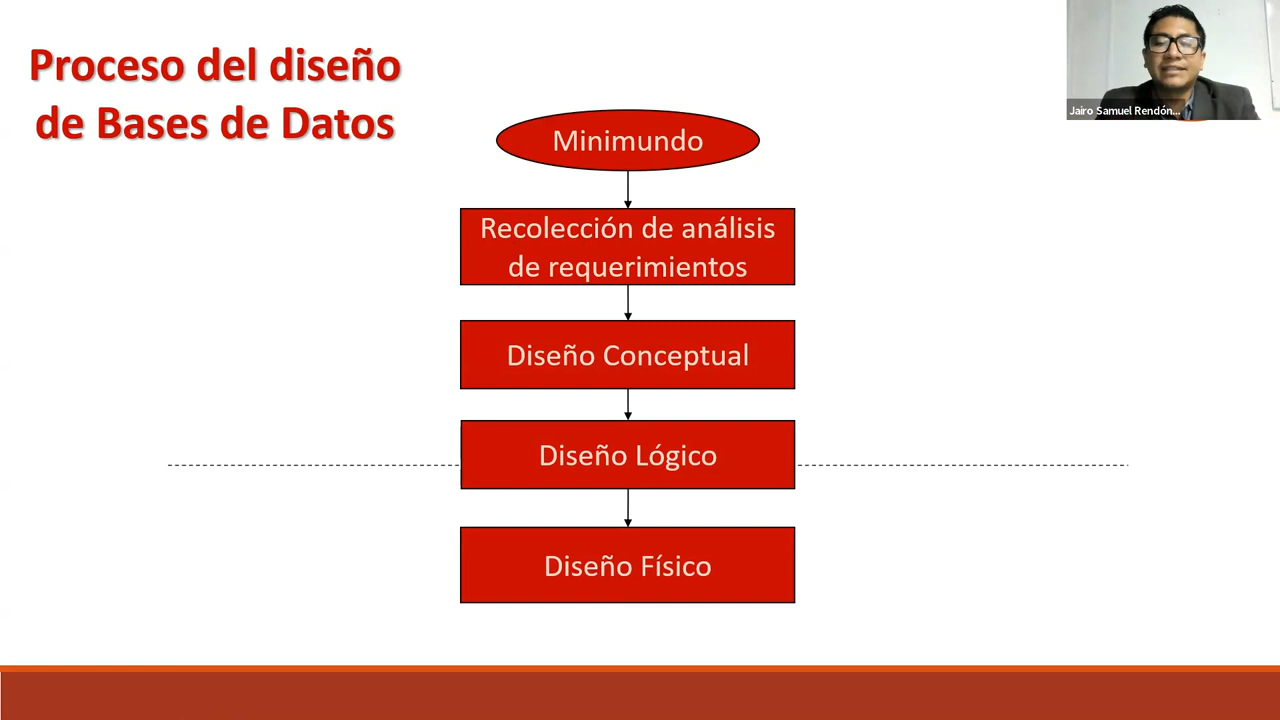 Proceso del diseño
de Bases de Datos
Jairo Samuel Rendón...
Minimundo
Recolección de análisis
de requerimientos
Diseño Conceptual
Diseño Lógico
Diseño Físico